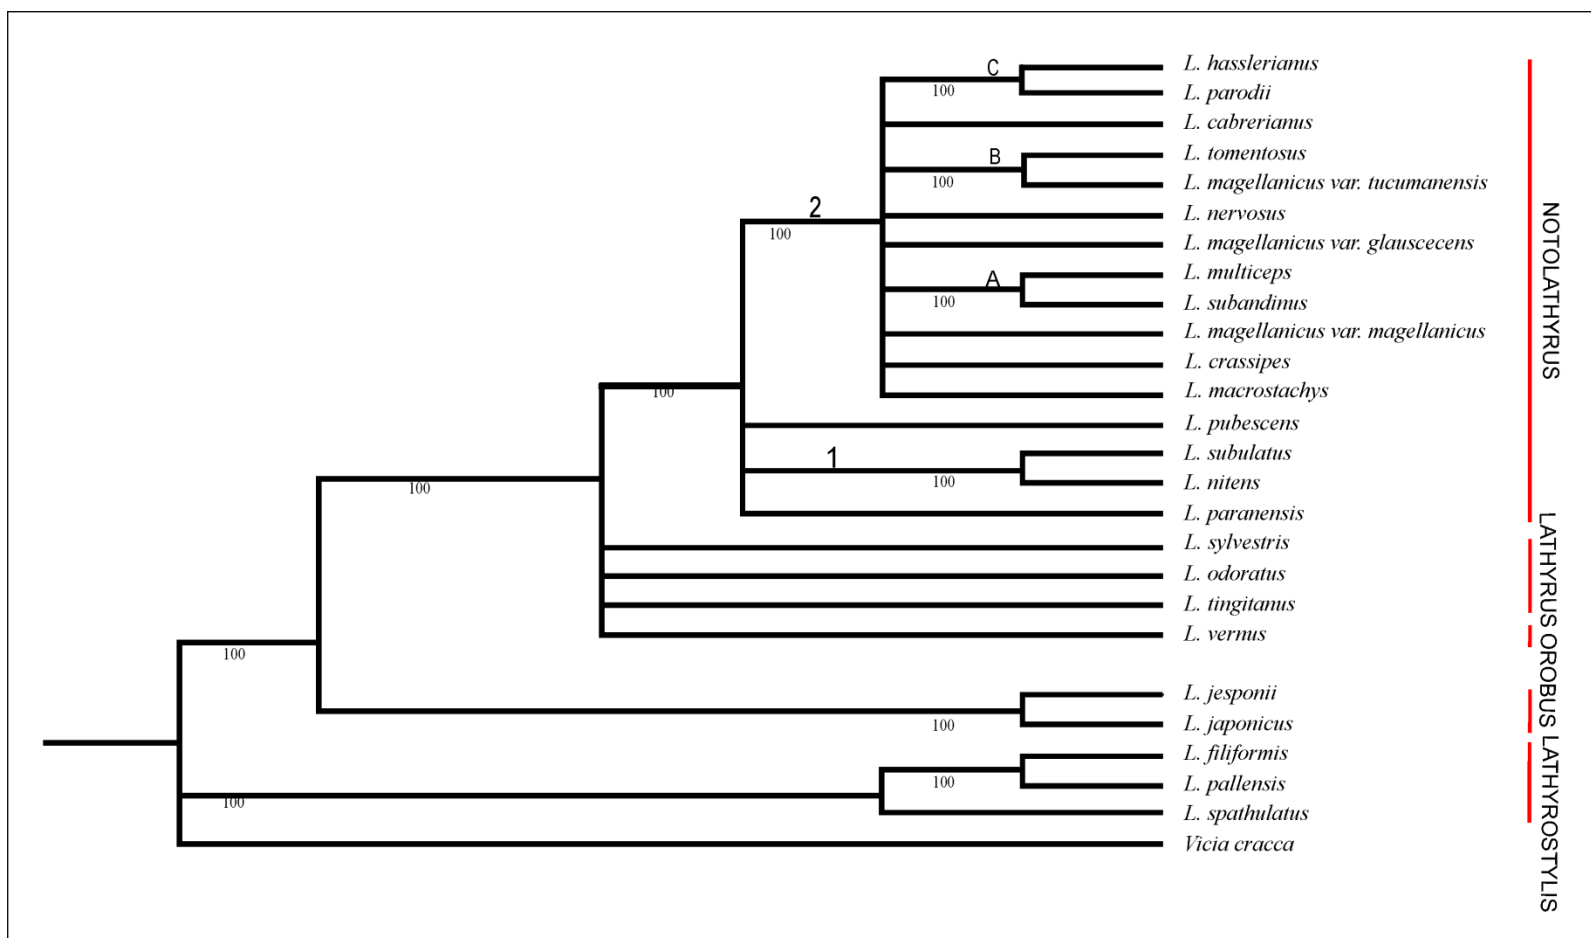 C
L. hasslerianus
100
L. parodii
L. cabrerianus
B
L. tomentosus
100
L. magellanicus var. tucumanensis
2
L. nervosus
100
L. magellanicus var. glauscecens
A
L. multiceps
100
L. subandinus
L. magellanicus var. magellanicus
L. crassipes
100
L. macrostachys
L. pubescens
1
L. subulatus
100
L. nitens
100
L. paranensis
L. sylvestris
L. odoratus
L. tingitanus
L. vernus
100
L. jesponii
100
L. japonicus
L. filiformis
100
L. pallensis
100
L. spathulatus
Vicia cracca
NOTOLATHYRUS
LATHYRUS
OROBUS
LATHYROSTYLIS